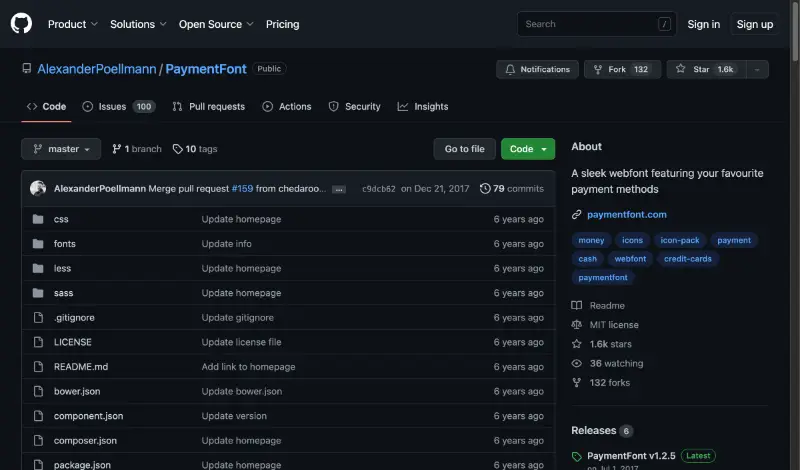 Product Solutions Open Source Pricing Search / Sign in Sign up
AlexanderPoellmann / PaymentFont Public Notifications Fork 132 Star 1.6k
Code Issues 100 Pull requests Actions Security Insights
master 1 branch 10 tags Go to file Code
AlexanderPoellmann Merge pull request #159 from chedaroo... ... c9dcb62 on Dec 21, 2017 79 commits
css Update homepage 6 years ago
fonts Update info 6 years ago
less Update homepage 6 years ago
sass Update homepage 6 years ago
.gitignore Update gitignore 6 years ago
LICENSE Update license file 6 years ago
README.md Add link to homepage 6 years ago
bower.json Update bower.json 6 years ago
component.json Update version 6 years ago
composer.json Update homepage 6 years ago
package.json Update homepage 6 years ago
About
A sleek webfont featuring your favourite
payment methods
paymentfont.com
money icons icon-pack payment
cash webfont credit-cards
paymentfont
Readme
MIT license
1.6k stars
36 watching
132 forks
Releases 6
PaymentFont v1.2.5 Latest
on Jul 1, 2017